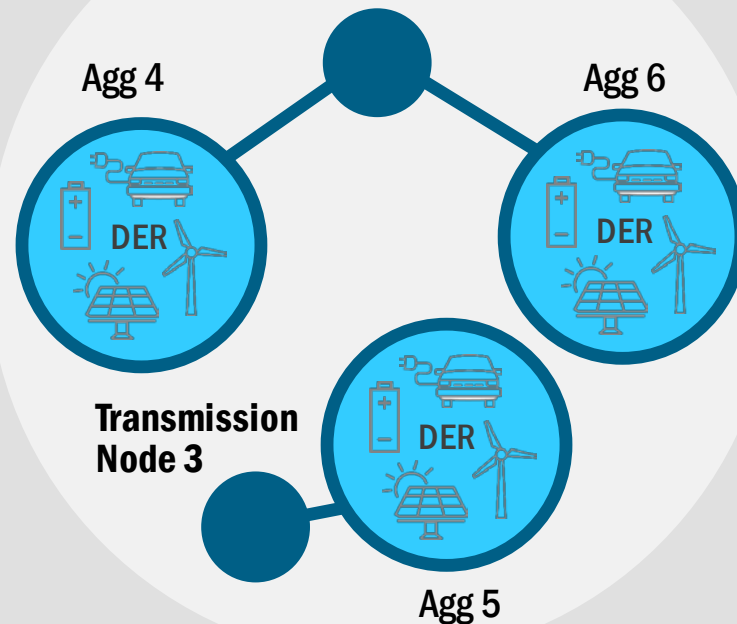 Agg 4
Agg 6
DER
DER
Transmission
Node 3
DER
Agg 5